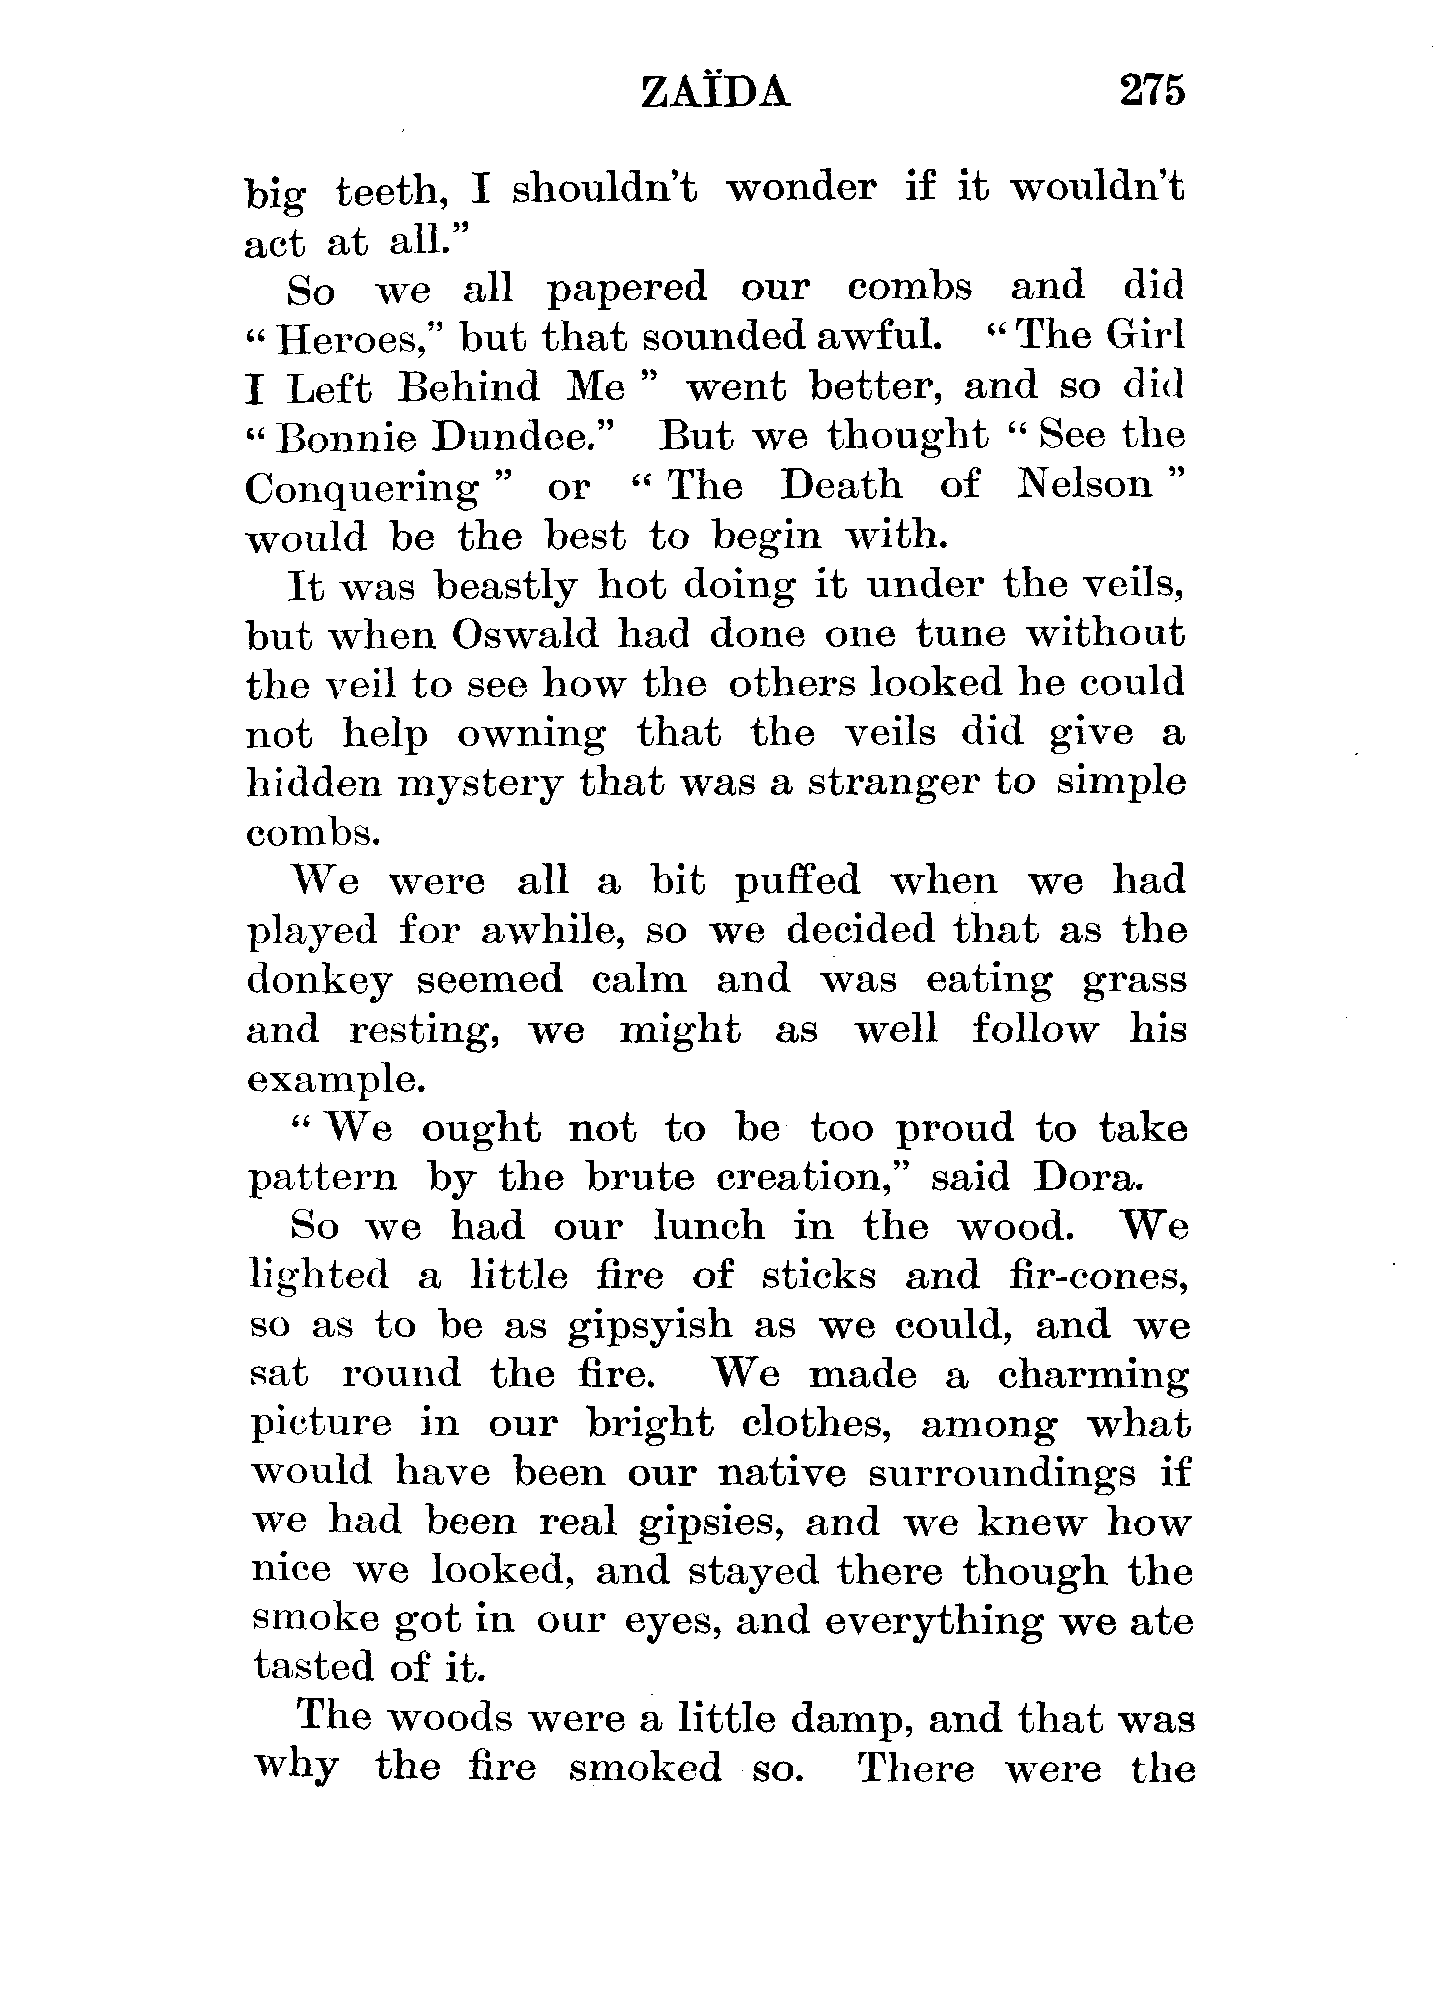 ZAÏDA 275
big teeth, I shouldn't wonder if it wouldn't
act at all."
So we all papered our combs and did
"Heroes," but that sounded awful. "The Girl
I Left Behind Me" went better, and so did
"Bonnie Dundee." But we thought "See the
Conquering" or "The Death of Nelson"
would be the best to begin with.
It was beastly hot doing it under the veils,
but when Oswald had done one tune without
the veil to see how the others looked he could
not help owning that the veils did give a
hidden mystery that was a stranger to simple
combs.
We were all a bit puffed when we had
played for awhile, so we decided that as the
donkey seemed calm and was eating grass
and resting, we might as well follow his
example.
"We ought not to be too proud to take
pattern by the brute creation," said Dora.
So we had our lunch in the wood. We
lighted a little fire of sticks and fir-cones,
so as to be as gipsyish as we could, and we
sat round the fire. We made a charming
picture in our bright clothes, among what
would have been our native surroundings if
we had been real gipsies, and we knew how
nice we looked, and stayed there though the
smoke got in our eyes, and everything we ate
tasted of it.
The woods were a little damp, and that was
why the fire smoked so. There were the